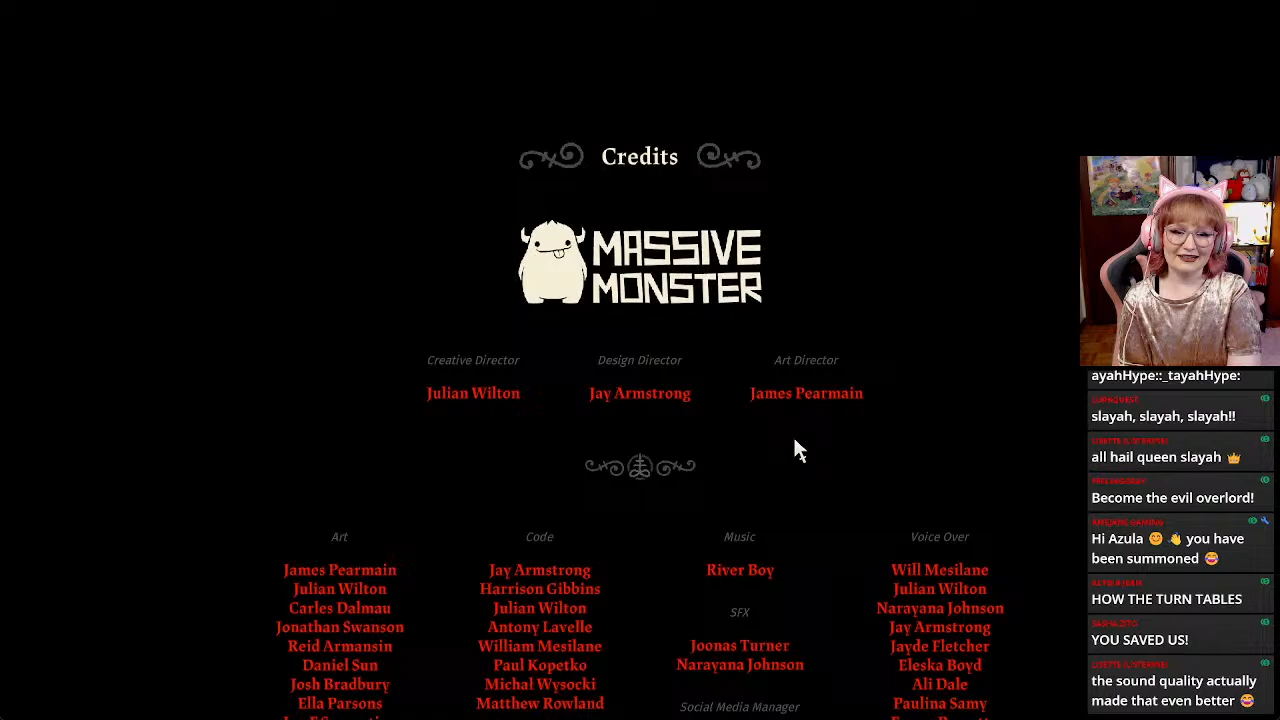 Credits
MASSIVE
MONSTER
Creative Director
Design Director
Art Director
Julian Wilton
Jay Armstrong
James Pearmain
Art
James Pearmain
Julian Wilton
Carles Dalmau
Jonathan Swanson
Reid Armansin
Daniel Sun
Josh Bradbury
Ella Parsons
Code
Jay Armstrong
Harrison Gibbins
Julian Wilton
Antony Lavelle
William Mesilane
Paul Kopetko
Michal Wysocki
Matthew Rowland
Music
River Boy
SFX
Joonas Turner
Narayana Johnson
Social Media Manager
Voice Over
Will Mesilane
Julian Wilton
Narayana Johnson
Jay Armstrong
Jayde Fletcher
Eleska Boyd
Ali Dale
Paulina Samy
ayahHype::_tayahHype:
slayah, slayah, slayah!!
all hail queen slayah 👑
Become the evil overlord!
Hi Azula 😊 👋 you have
been summoned 😂
HOW THE TURN TABLES
YOU SAVED US!
the sound quality actually
made that even better 😂